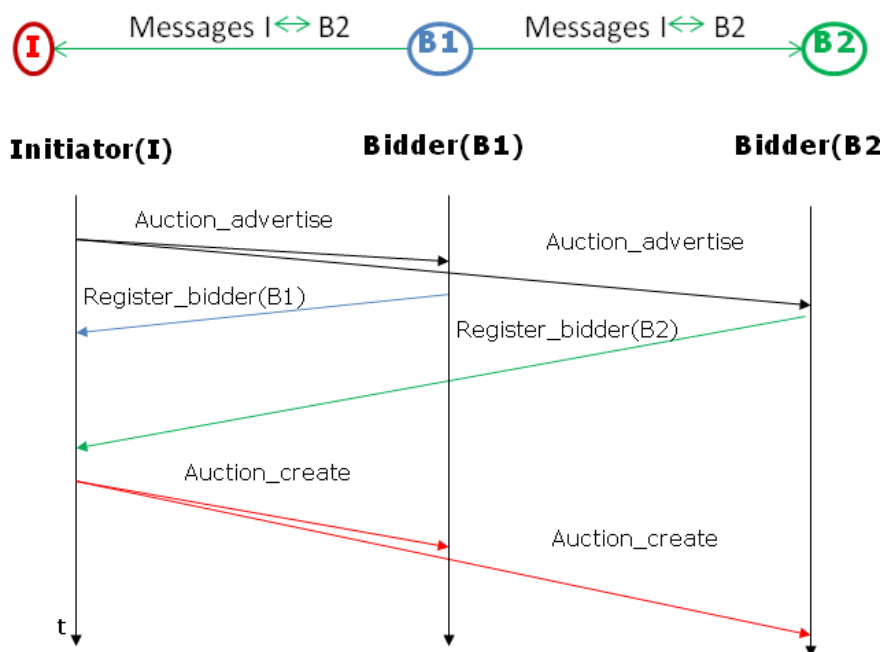 Messages I<=> B2
Messages I<=> B2
I
B1
B2
Initiator(I)
Bidder(B1)
Bidder(B2
Auction_advertise
Auction_advertise
Register_bidder(B1)
Register_bidder(B2)
Auction_create
Auction_create
t